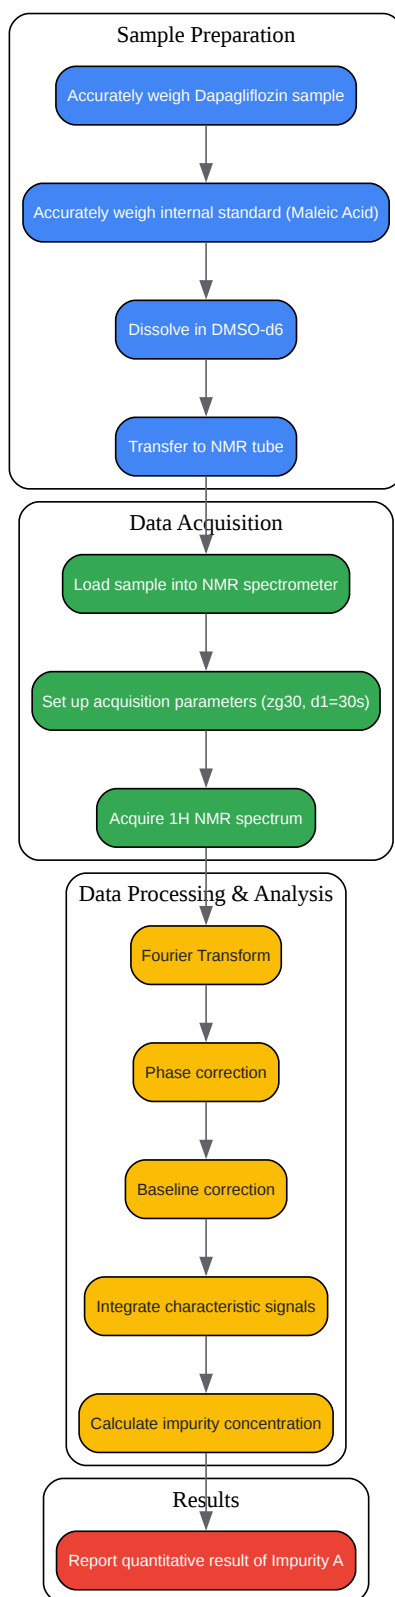 Sample Preparation
Accurately weigh Dapagliflozin sample
Accurately weigh internal standard (Maleic Acid)
Dissolve in DMSO-d6
Transfer to NMR tube
Data Acquisition
Load sample into NMR spectrometer
Set up acquisition parameters (zg30, d1=30s)
Acquire 1H NMR spectrum
Data Processing & Analysis
Fourier Transform
Phase correction
Baseline correction
Integrate characteristic signals
Calculate impurity concentration
Results
Report quantitative result of Impurity A